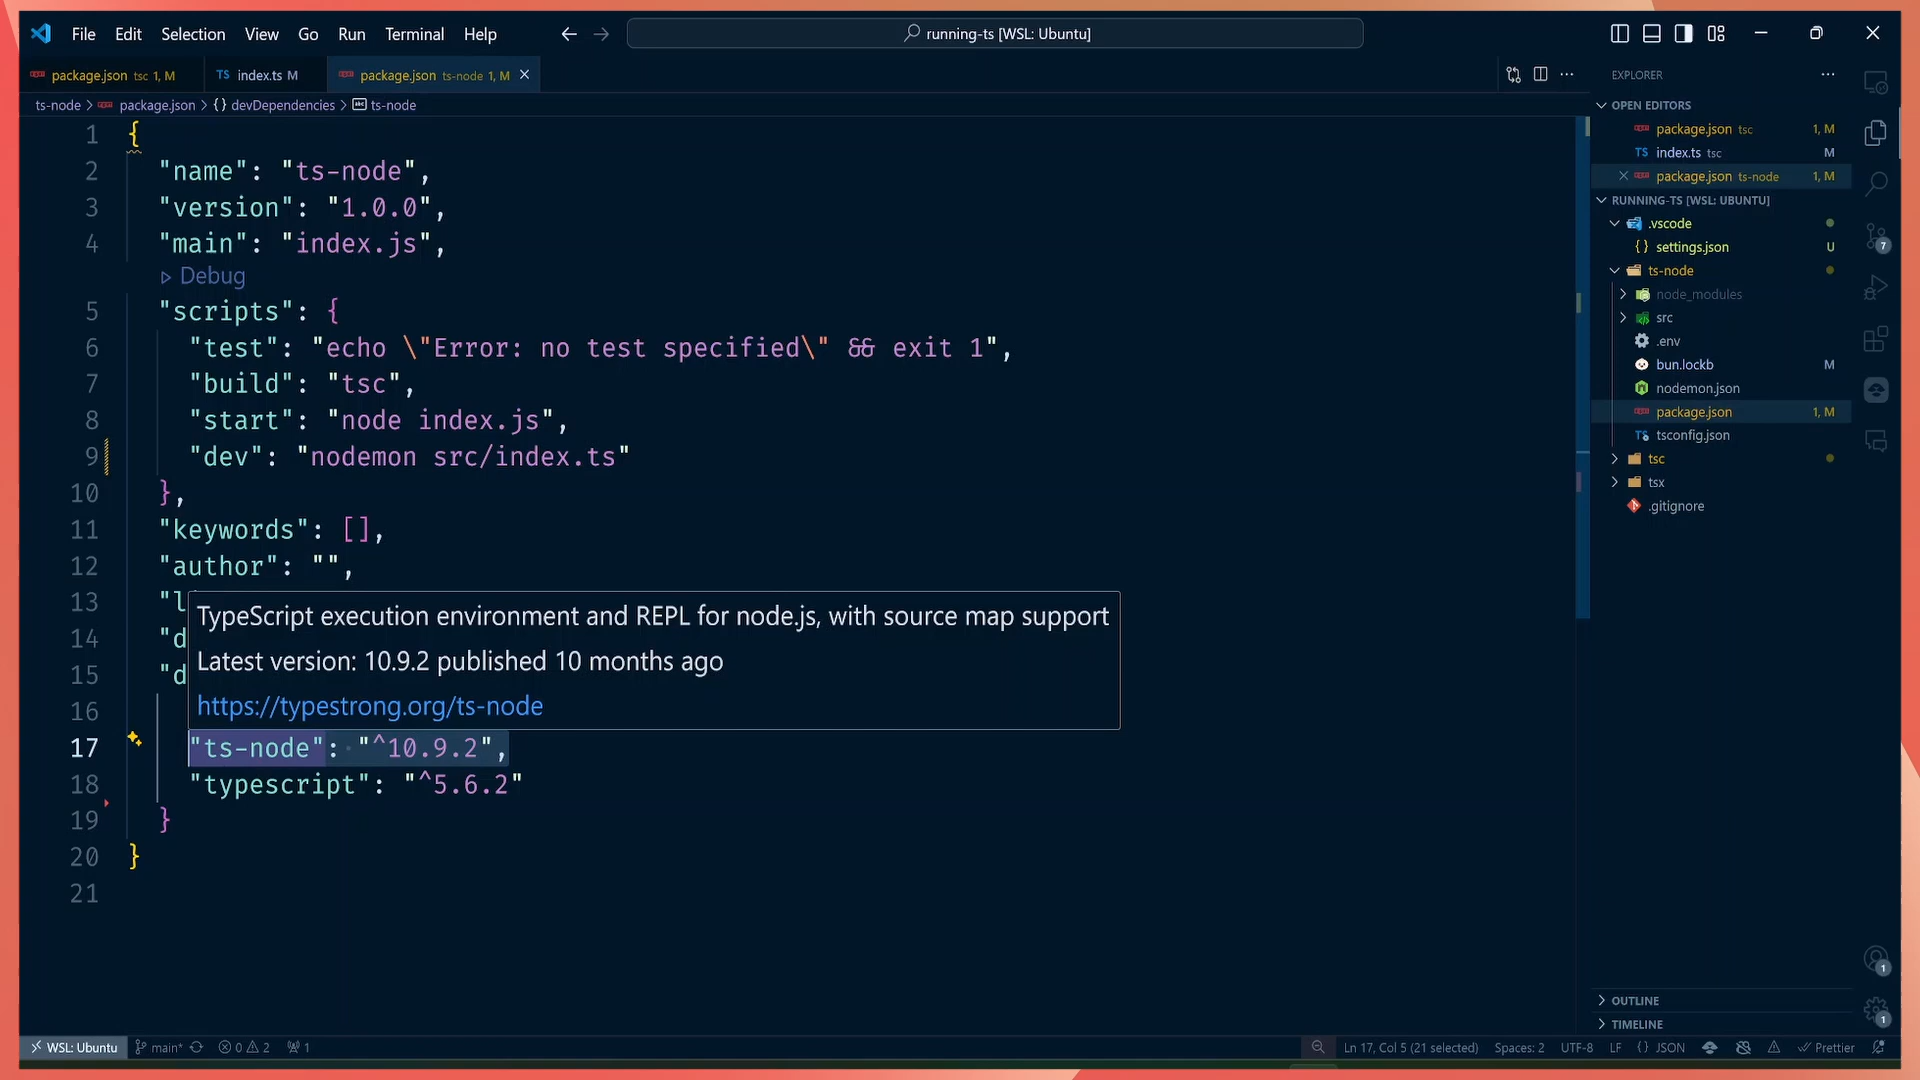 File Edit Selection View Go Run Terminal Help
running-ts [WSL: Ubuntu]
package.json tsc 1, M
TS index.ts M
package.json ts-node 1, M
ts-node > package.json > {} devDependencies > abc ts-node
1 {
2 "name": "ts-node",
3 "version": "1.0.0",
4 "main": "index.js",
Debug
5 "scripts": {
6 "test": "echo \"Error: no test specified\" && exit 1",
7 "build": "tsc",
8 "start": "node index.js",
9 "dev": "nodemon src/index.ts"
10 },
11 "keywords": [],
12 "author": "",
13 "l
14 "d
15 "d
16
TypeScript execution environment and REPL for node.js, with source map support
Latest version: 10.9.2 published 10 months ago
https://typestrong.org/ts-node
17 "ts-node": "^10.9.2",
18 "typescript": "^5.6.2"
19 }
20 }
21
EXPLORER
OPEN EDITORS
package.json tsc 1, M
TS index.ts tsc M
package.json ts-node 1, M
RUNNING-TS [WSL: UBUNTU]
.vscode
{} settings.json U
ts-node
node_modules
src
.env
bun.lockb M
nodemon.json
package.json 1, M
TS tsconfig.json
tsc
tsx
.gitignore
OUTLINE
TIMELINE
7
1
1
WSL: Ubuntu main* 0 2 1
Ln 17, Col 5 (21 selected) Spaces: 2 UTF-8 LF {} JSON Prettier